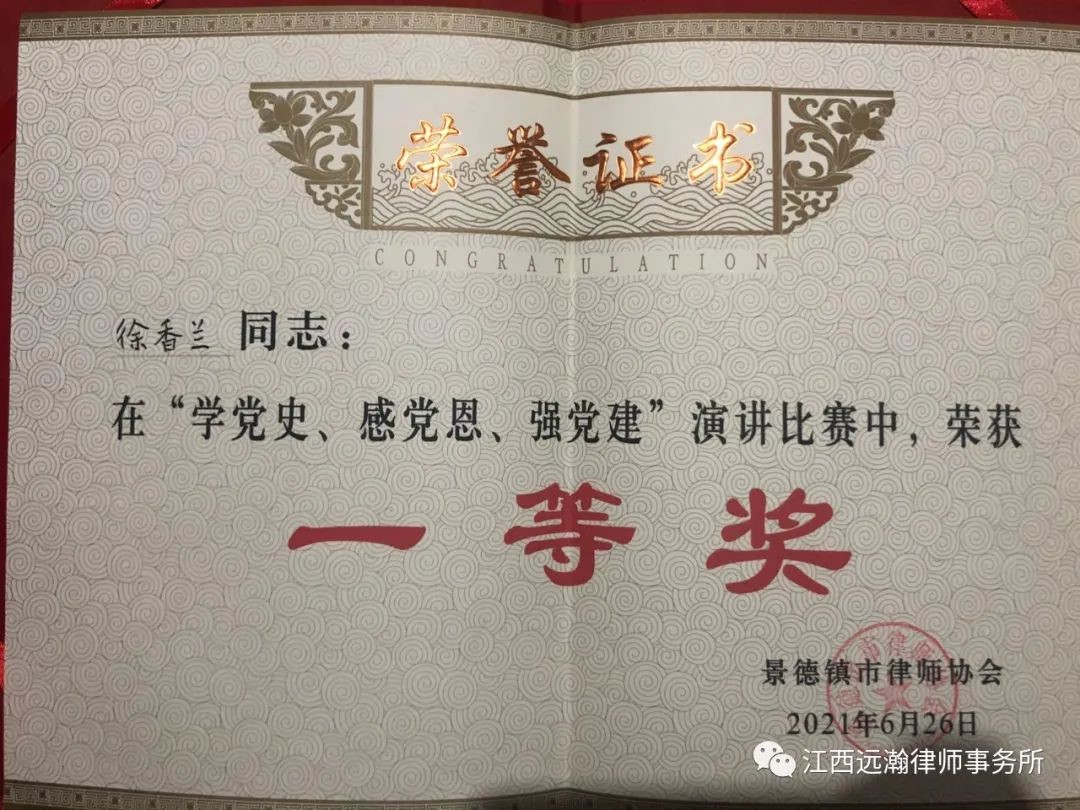 荣誉证书
CONGRATULATION
徐香兰 同志：
在“学党史、感党恩、强党建”演讲比赛中，荣获
一等奖
景德镇市律师协会
2021年6月26日
江西远瀚律师事务所